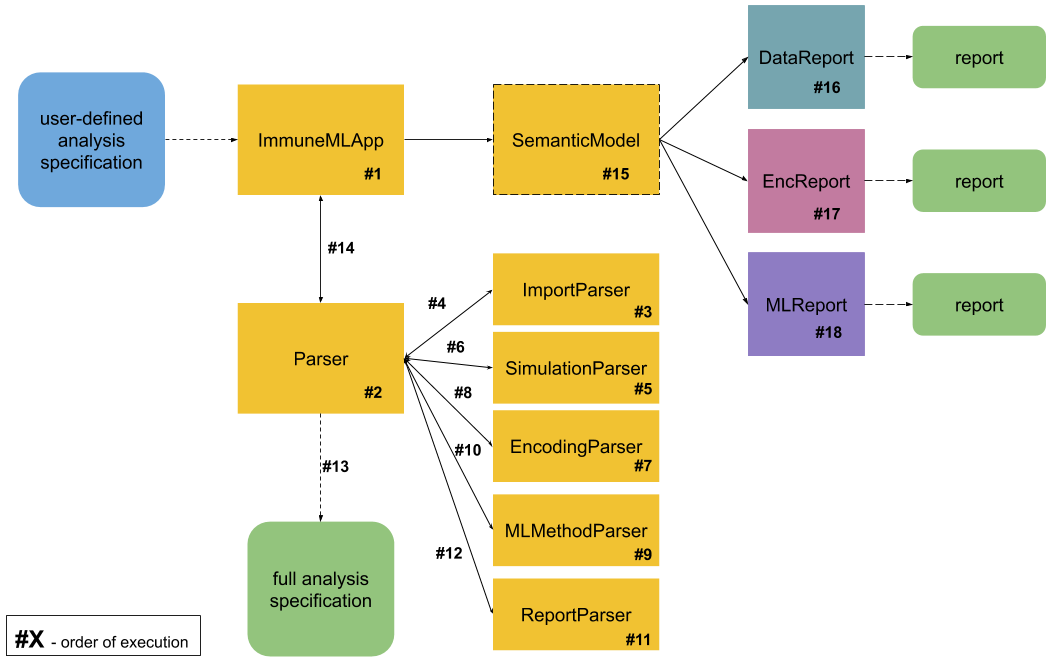 user-defined
analysis
specification
ImmuneMLApp
#1
SemanticModel
#15
DataReport
#16
report
EncReport
#17
report
MLReport
#18
report
#14
Parser
#2
#4
ImportParser
#3
#6
SimulationParser
#5
#8
EncodingParser
#7
#10
MLMethodParser
#9
#12
ReportParser
#11
#13
full analysis
specification
#X - order of execution